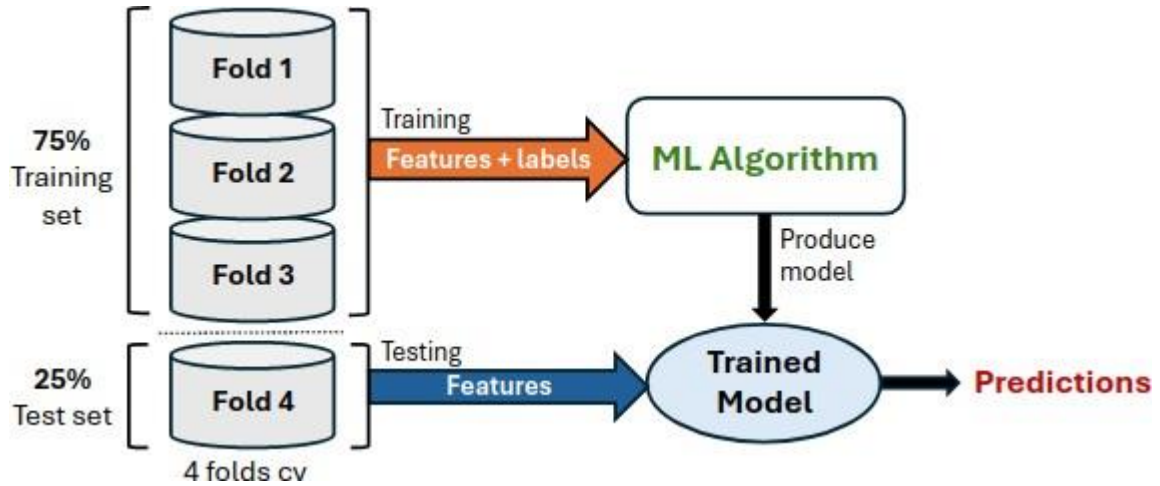 Fold 1
Fold 2
Fold 3
75%
Training
set
Training
Features + labels
ML Algorithm
Produce
model
25%
Test set
Fold 4
4 folds cv
Testing
Features
Trained
Model
Predictions